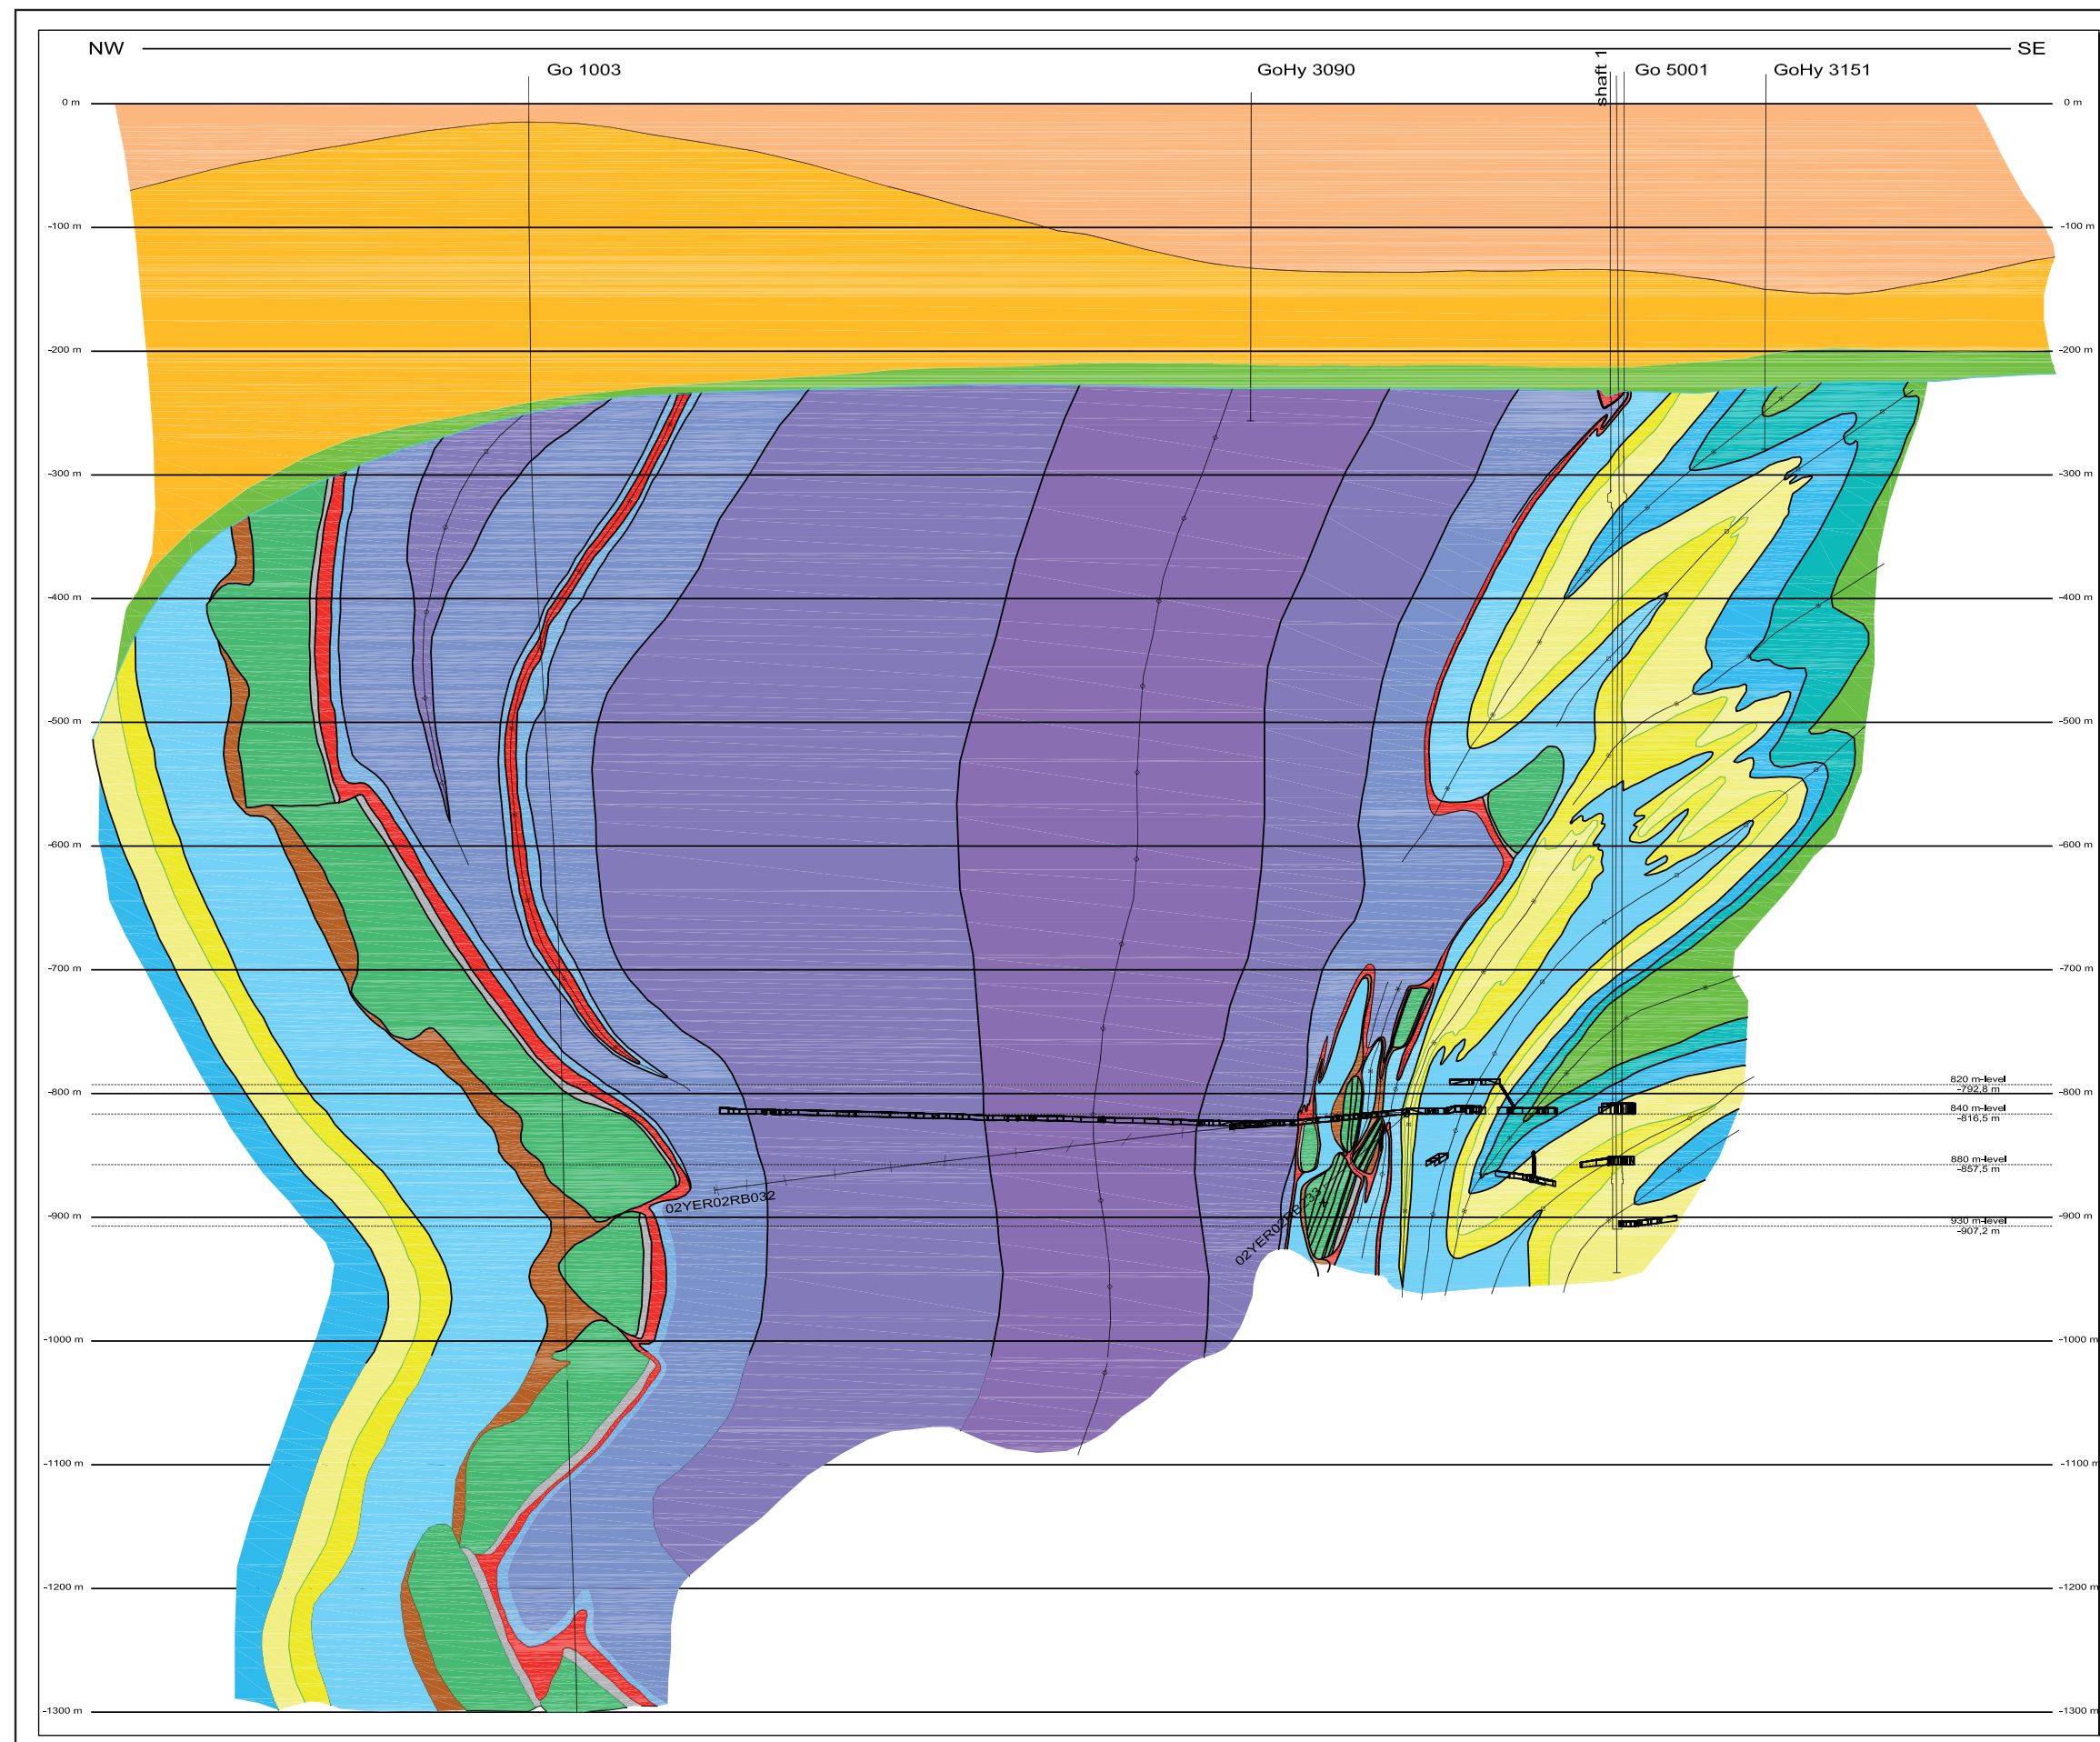 NW SE
Go 1003 GoHy 3090 shaft 1 Go 5001 GoHy 3151
0 m 0 m
-100 m -100 m
-200 m -200 m
-300 m -300 m
-400 m -400 m
-500 m -500 m
-600 m -600 m
-700 m -700 m
820 m-level
-792,8 m
-800 m -800 m
840 m-level
-816,5 m
880 m-level
-857,5 m
02YER02RB032
-900 m -900 m
930 m-level
-907,2 m
02YER02RB033
-1000 m -1000 m
-1100 m -1100 m
-1200 m -1200 m
-1300 m -1300 m